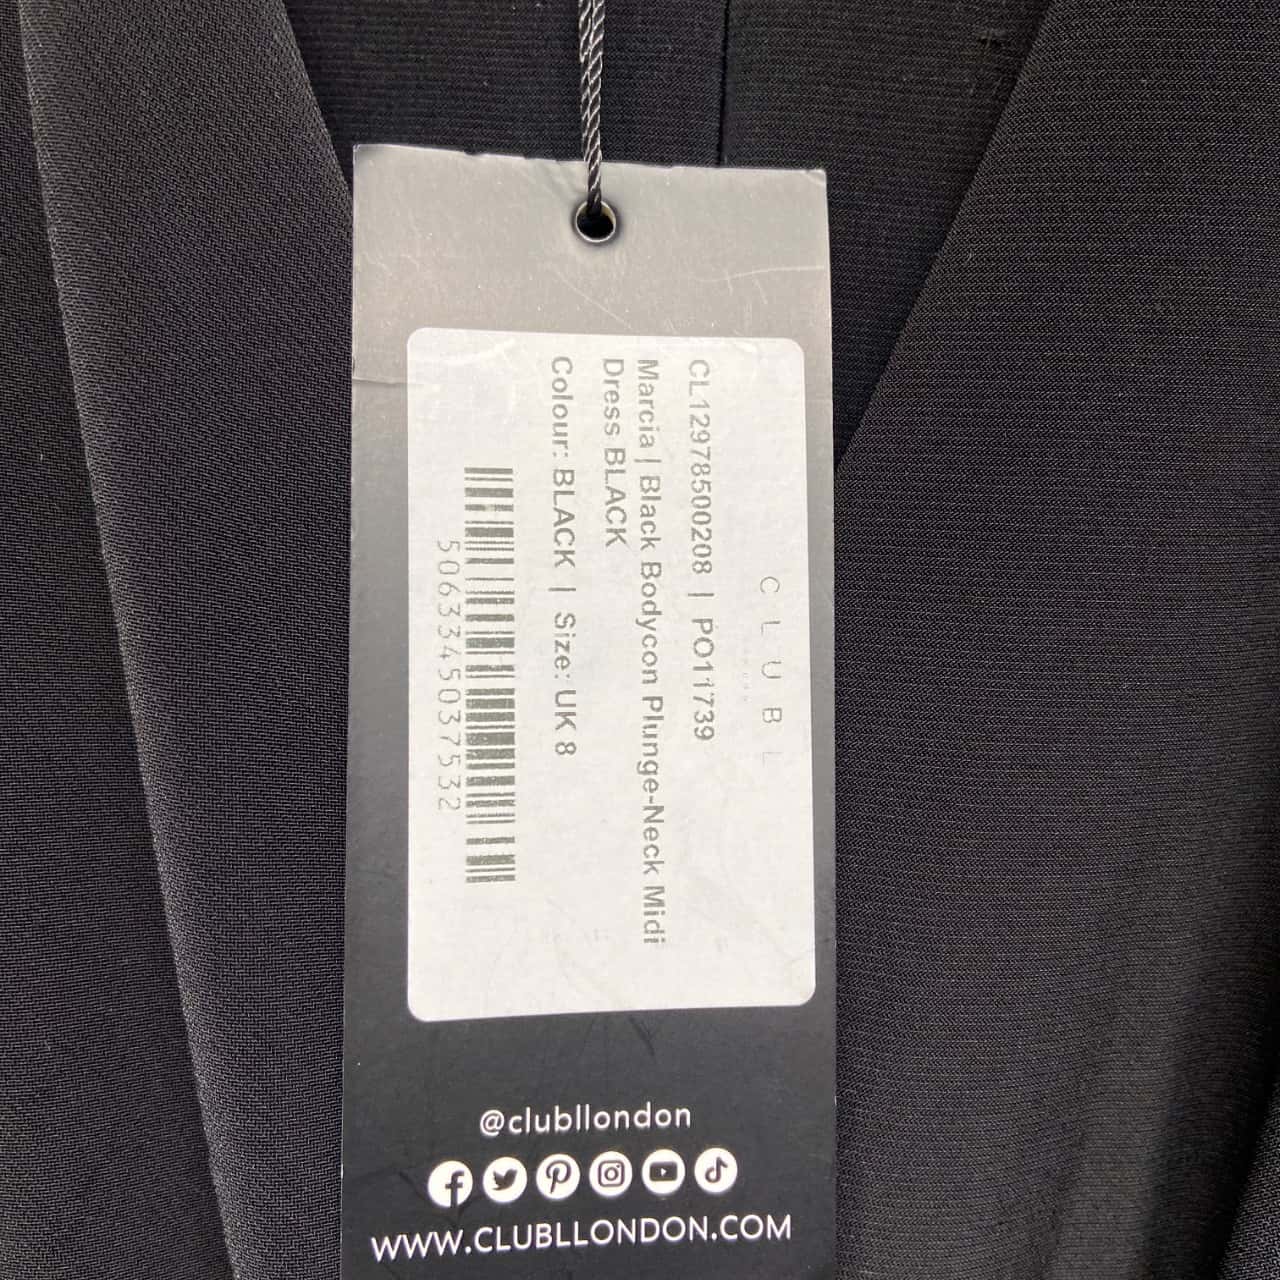 CLUB L
CL12978500208 | PO11739
Marcia | Black Bodycon Plunge-Neck Midi
Dress BLACK
Colour: BLACK | Size: UK 8
5063345037532
@clubllondon
WWW.CLUBLLONDON.COM